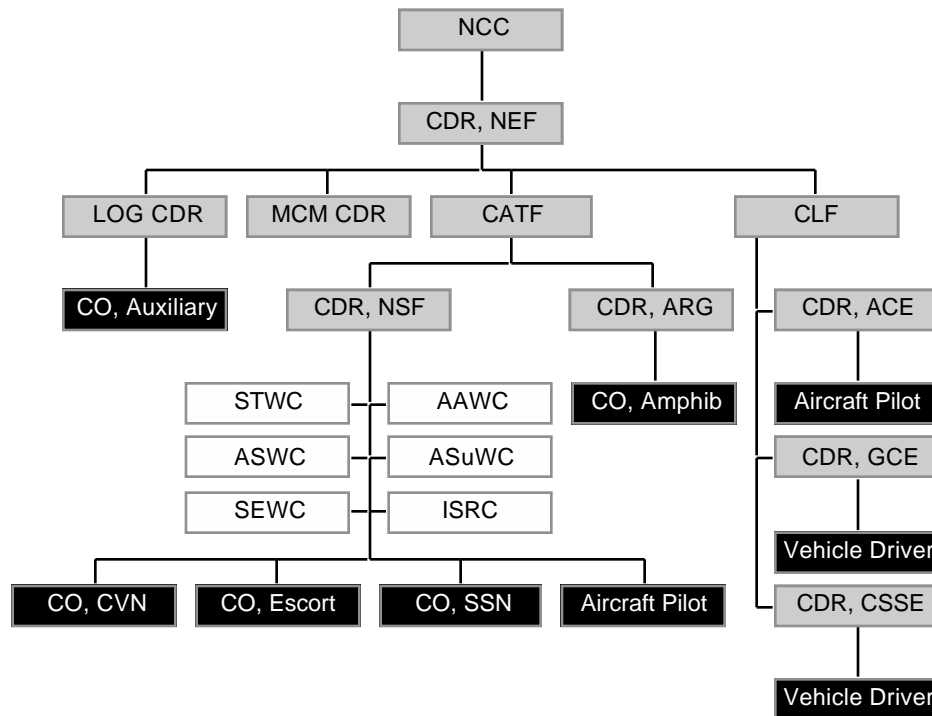 NCC
CDR, NEF
LOG CDR
MCM CDR
CATF
CLF
CO, Auxiliary
CDR, NSF
CDR, ARG
CDR, ACE
STWC
AAWC
CO, Amphib
Aircraft Pilot
ASWC
ASuWC
CDR, GCE
SEWC
ISRC
Vehicle Driver
CO, CVN
CO, Escort
CO, SSN
Aircraft Pilot
CDR, CSSE
Vehicle Driver